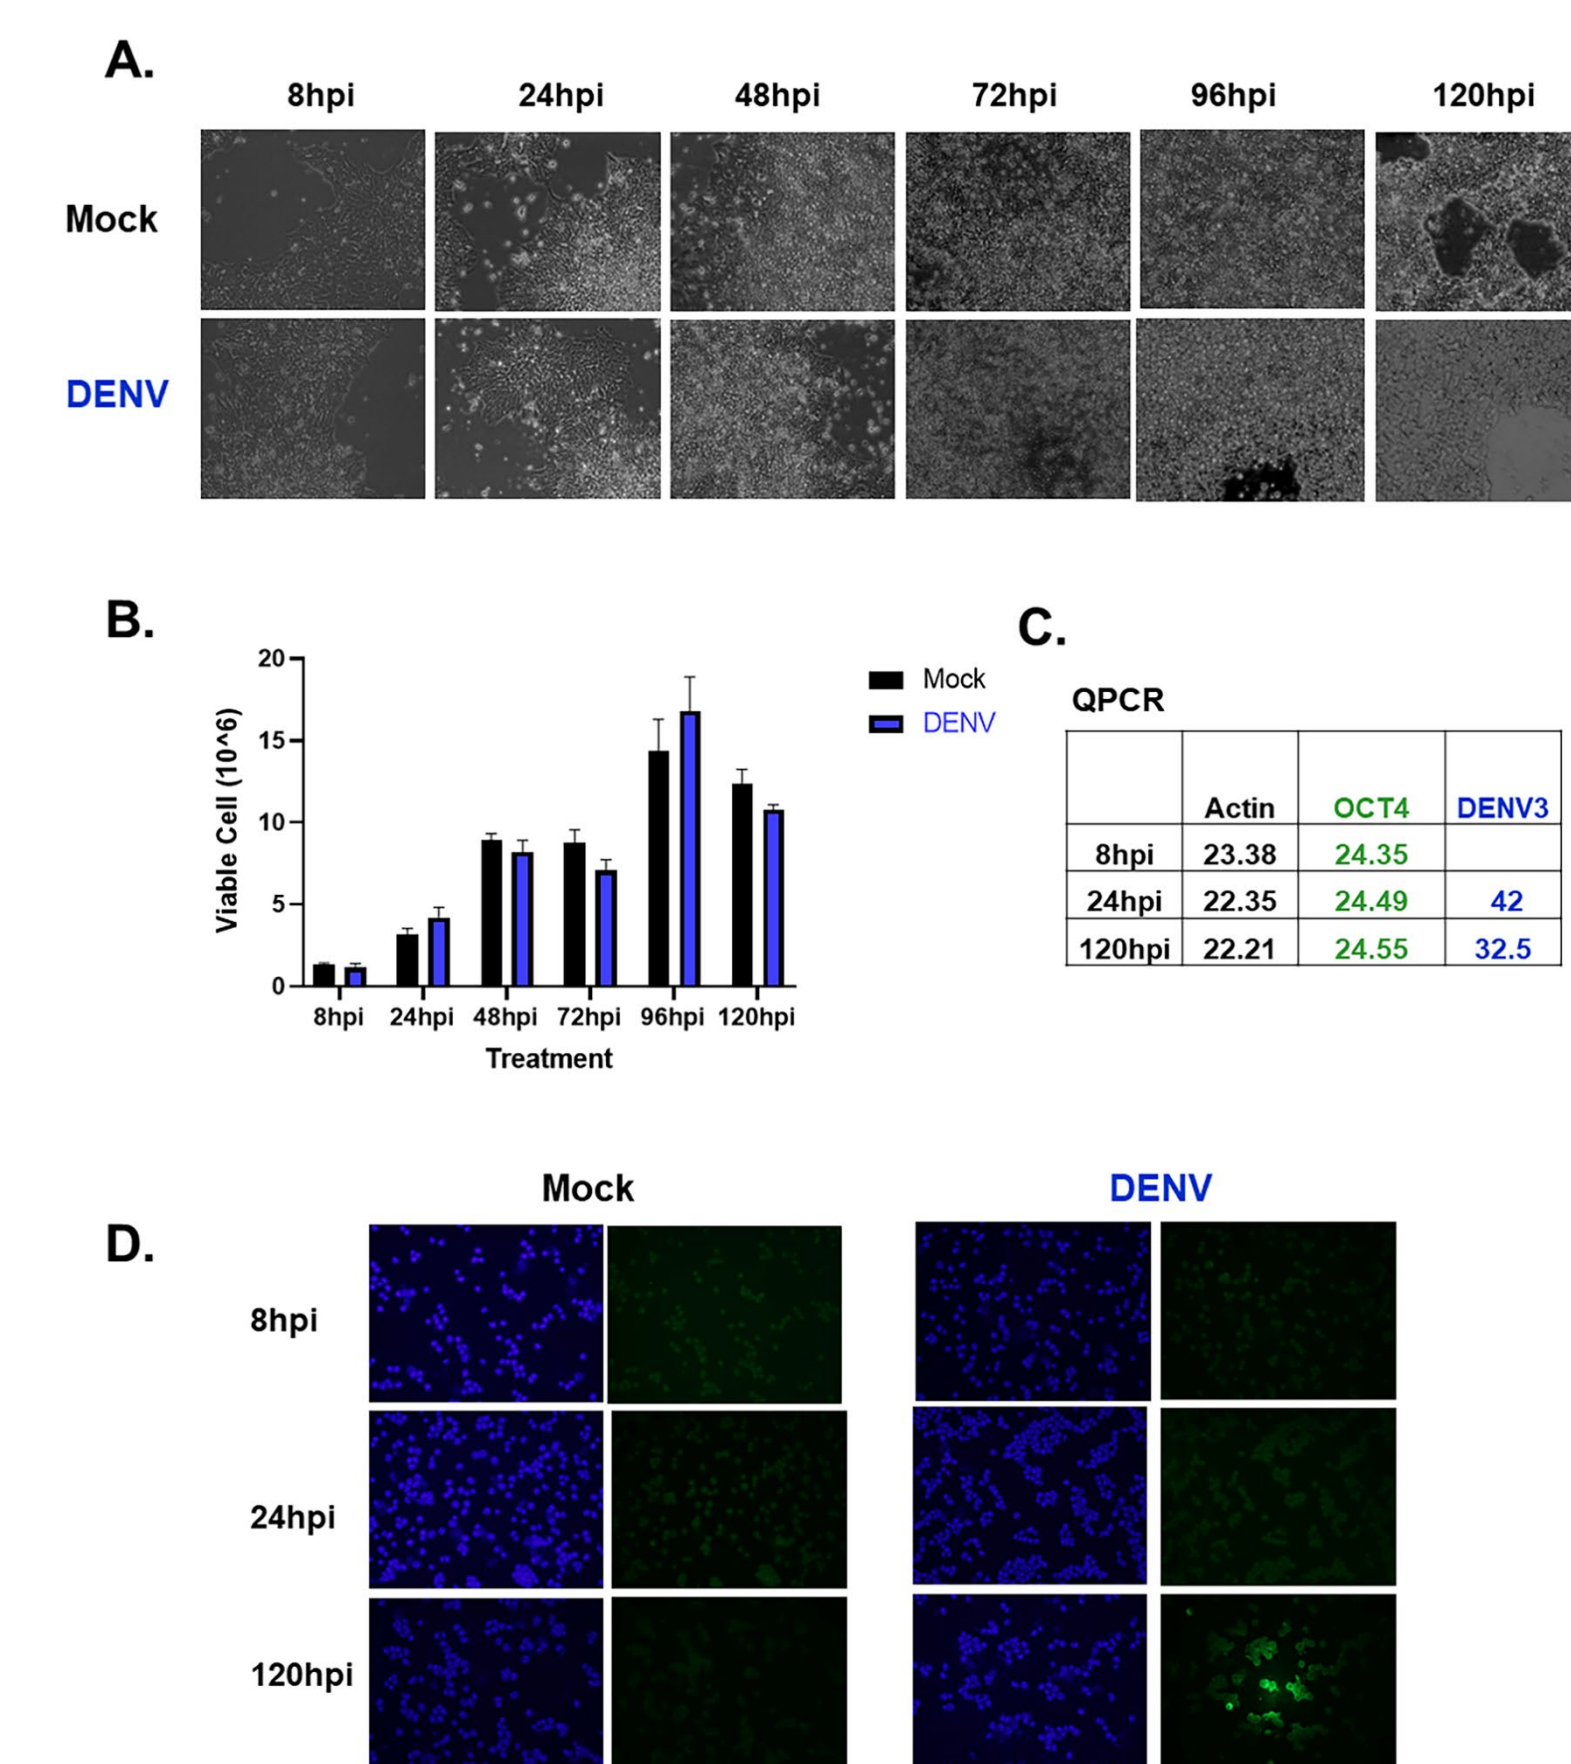 A.
8hpi 24hpi 48hpi 72hpi 96hpi 120hpi
Mock
DENV
B.
20
15
10
5
0
Viable Cell (10^6)
8hpi 24hpi 48hpi 72hpi 96hpi 120hpi
Treatment
Mock
DENV
C.
QPCR
Actin OCT4 DENV3
8hpi 23.38 24.35
24hpi 22.35 24.49 42
120hpi 22.21 24.55 32.5
D.
Mock DENV
8hpi
24hpi
120hpi